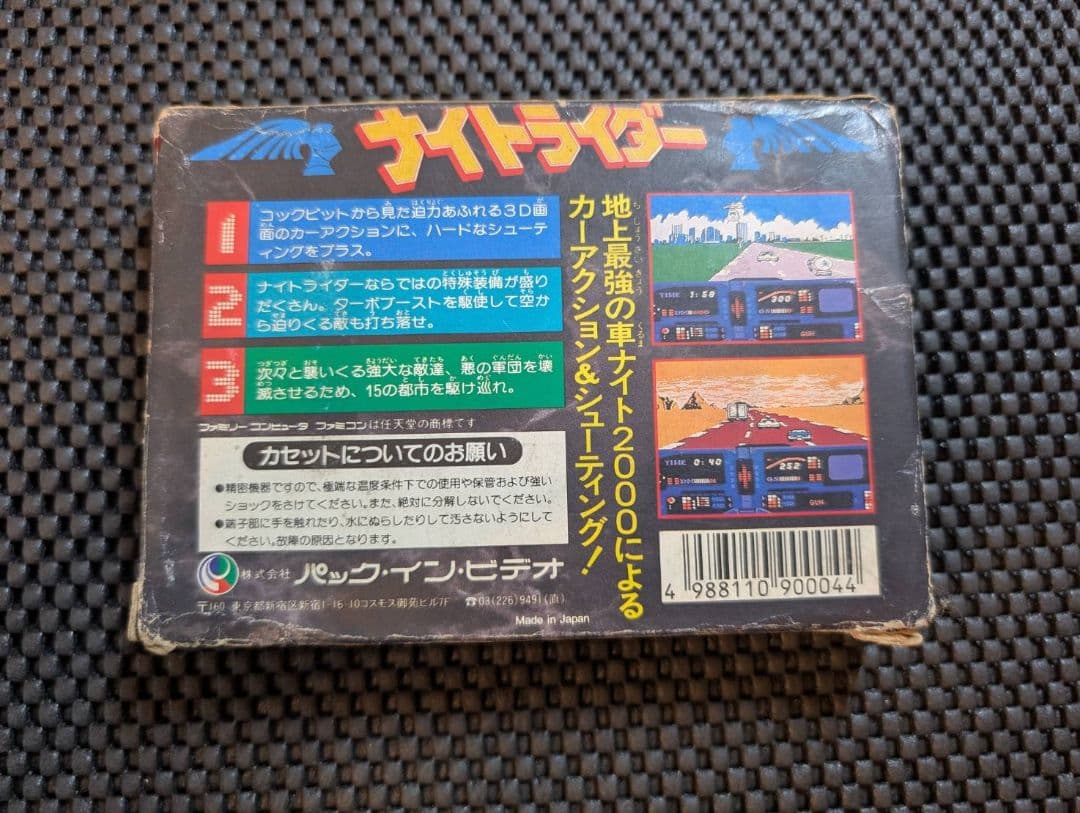 ナイトライダー
1
コックピットから見た迫力あふれる3D画
面のカーアクションに、ハードなシューテ
ィングをプラス。
2
ナイトライダーならではの特殊装備が盛り
だくさん。ターボブーストを駆使して空か
ら迫りくる敵も打ち落せ。
3
次々と襲いくる強大な敵達、悪の軍団を壊
滅させるため、15の都市を駆け巡れ。
地上最強の車ナイト2000による
カーアクション&シューティング!
TIME 1:58
300
GUN
TIME 0:40
252
GUN
ファミリーコンピュータ ファミコンは任天堂の商標です
カセットについてのお願い
●精密機器ですので、極端な温度条件下での使用や保管および強い
ショックをさけてください。また、絶対に分解しないでください。
●端子部に手を触れたり、水にぬらしたりして汚さないようにして
ください。故障の原因となります。
株式会社 パック・イン・ビデオ
〒160 東京都新宿区新宿1-16-10コスモス御苑ビル7F ☎03(226)9491(直)
Made in Japan
4 988110 900044